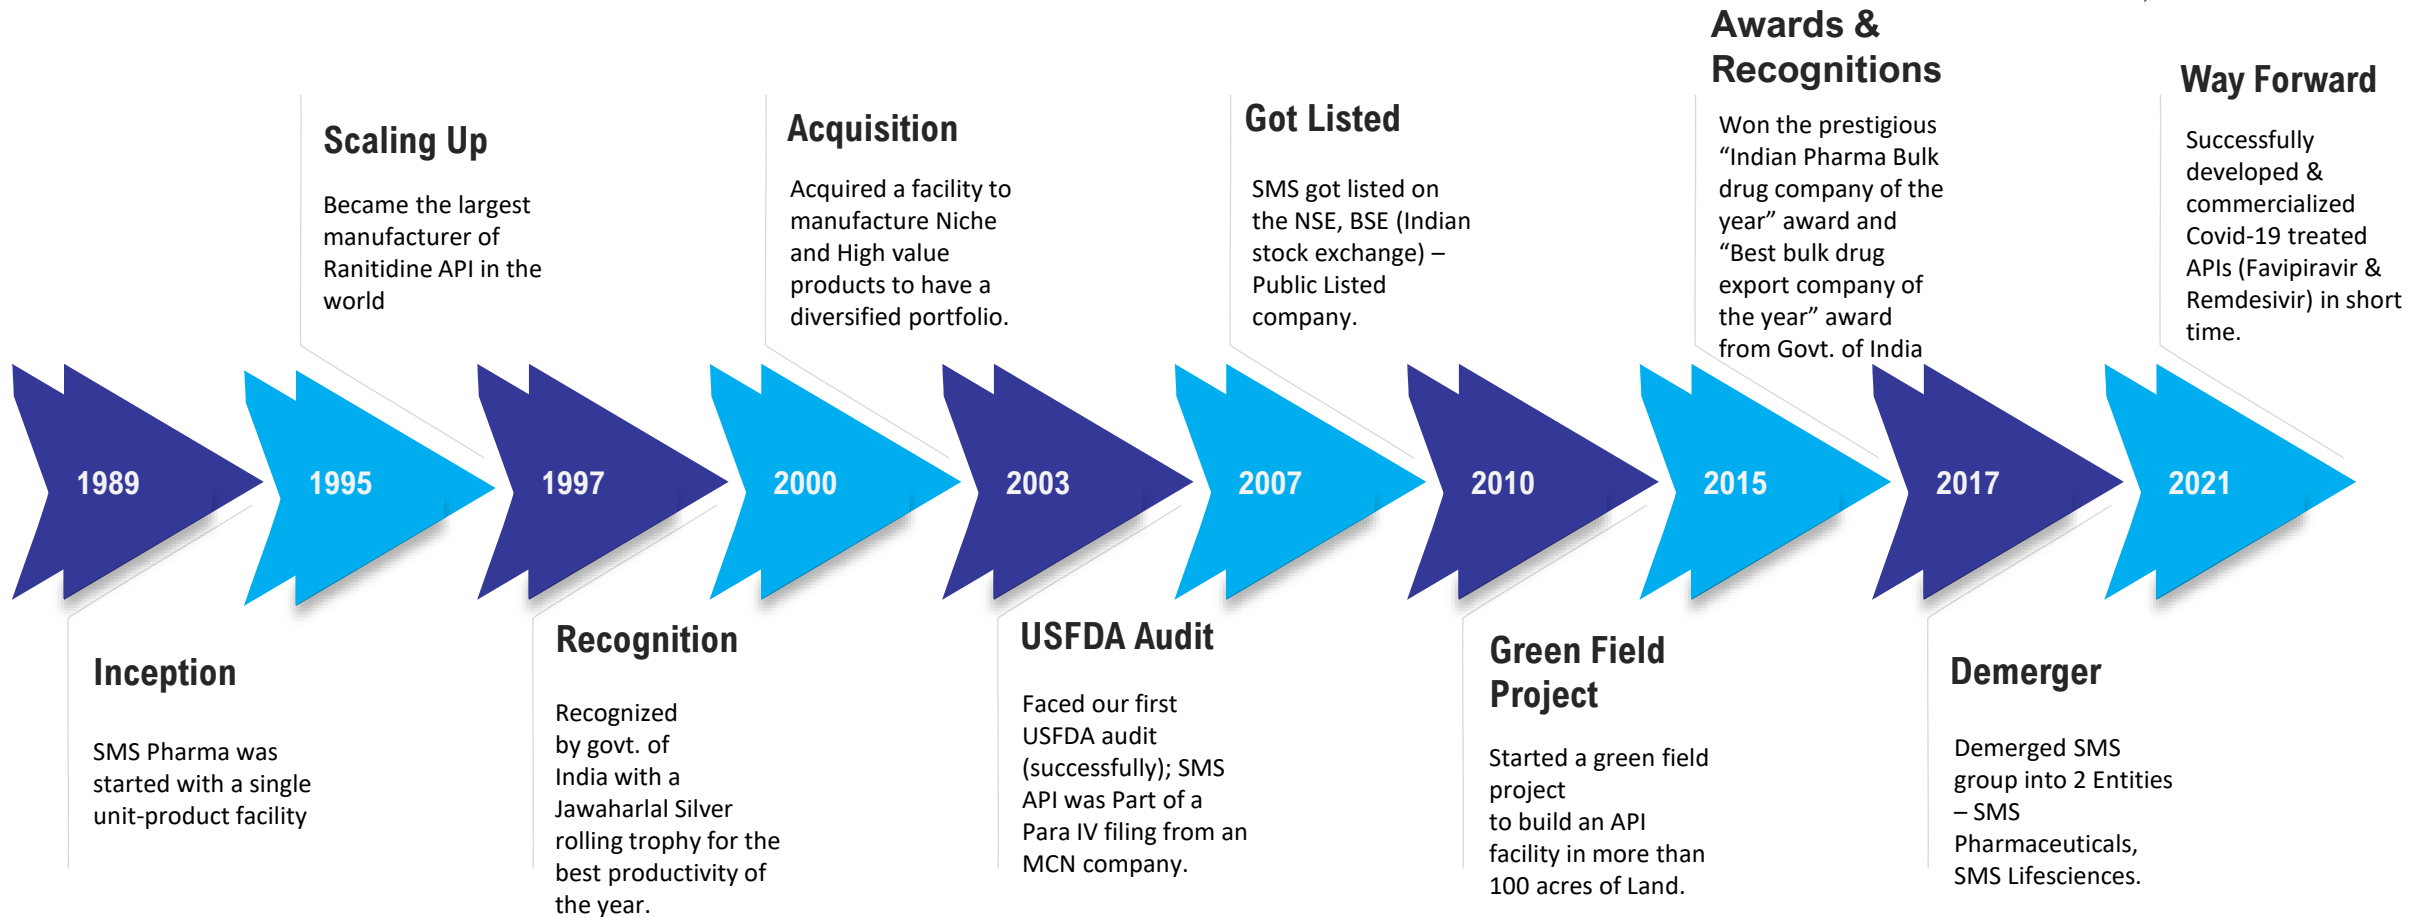 Scaling Up
Became the largest
manufacturer of
Ranitidine API in the
world
Acquisition
Acquired a facility to
manufacture Niche
and High value
products to have a
diversified portfolio.
Got Listed
SMS got listed on
the NSE, BSE (Indian
stock exchange) –
Public Listed
company.
Awards &
Recognitions
Won the prestigious
“Indian Pharma Bulk
drug company of the
year” award and
“Best bulk drug
export company of
the year” award
from Govt. of India
Way Forward
Successfully
developed &
commercialized
Covid-19 treated
APIs (Favipiravir &
Remdesivir) in short
time.
1989
1995
1997
2000
2003
2007
2010
2015
2017
2021
Inception
SMS Pharma was
started with a single
unit-product facility
Recognition
Recognized
by govt. of
India with a
Jawaharlal Silver
rolling trophy for the
best productivity of
the year.
USFDA Audit
Faced our first
USFDA audit
(successfully); SMS
API was Part of a
Para IV filing from an
MCN company.
Green Field
Project
Started a green field
project
to build an API
facility in more than
100 acres of Land.
Demerger
Demerged SMS
group into 2 Entities
– SMS
Pharmaceuticals,
SMS Lifesciences.